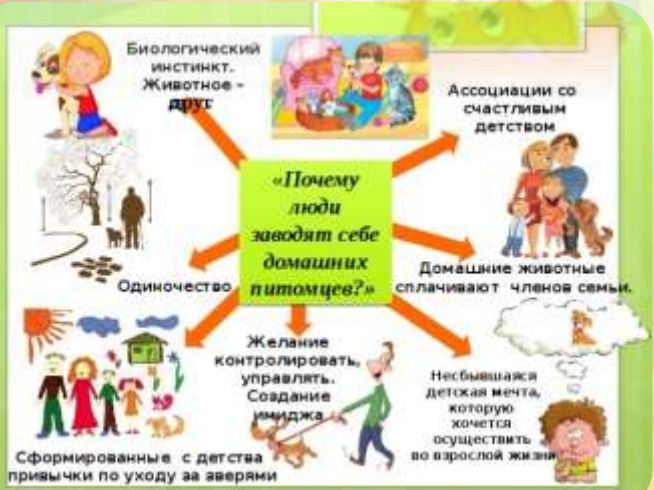 Биологический
инстинкт.
Животное -
друг
Ассоциации со
счастливым
детством
«Почему
люди
заводят себе
домашних
питомцев?»
Одиночество
Домашние животные
сплачивают членов семьи.
Желание
контролировать,
управлять.
Создание
имиджа
Несбывшаяся
детская мечта,
которую
хочется
осуществить
во взрослой жизни
Сформированные с детства
привычки по уходу за зверями